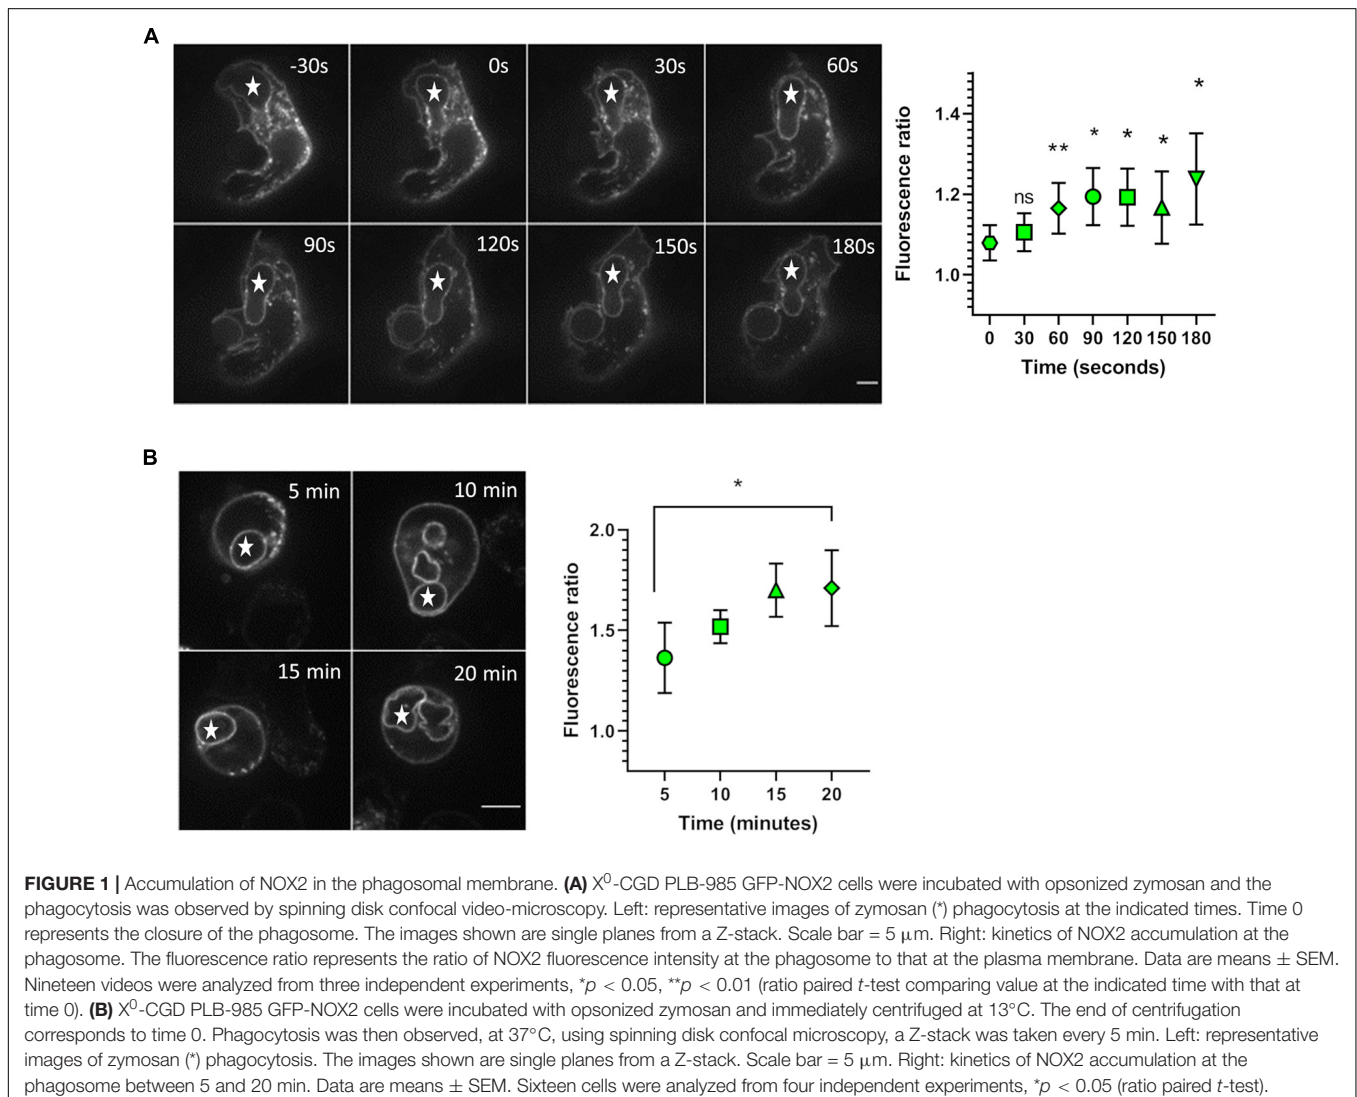 A
-30s
0s
30s
60s
90s
120s
150s
180s
Fluorescence ratio
1.4
1.2
1.0
ns
**
*
*
*
*
0 30 60 90 120 150 180
Time (seconds)
B
5 min
10 min
15 min
20 min
*
Fluorescence ratio
2.0
1.5
1.0
5 10 15 20
Time (minutes)
FIGURE 1 | Accumulation of NOX2 in the phagosomal membrane. (A) X⁰-CGD PLB-985 GFP-NOX2 cells were incubated with opsonized zymosan and the
phagocytosis was observed by spinning disk confocal video-microscopy. Left: representative images of zymosan (*) phagocytosis at the indicated times. Time 0
represents the closure of the phagosome. The images shown are single planes from a Z-stack. Scale bar = 5 μm. Right: kinetics of NOX2 accumulation at the
phagosome. The fluorescence ratio represents the ratio of NOX2 fluorescence intensity at the phagosome to that at the plasma membrane. Data are means ± SEM.
Nineteen videos were analyzed from three independent experiments, *p < 0.05, **p < 0.01 (ratio paired t-test comparing value at the indicated time with that at
time 0). (B) X⁰-CGD PLB-985 GFP-NOX2 cells were incubated with opsonized zymosan and immediately centrifuged at 13°C. The end of centrifugation
corresponds to time 0. Phagocytosis was then observed, at 37°C, using spinning disk confocal microscopy, a Z-stack was taken every 5 min. Left: representative
images of zymosan (*) phagocytosis. The images shown are single planes from a Z-stack. Scale bar = 5 μm. Right: kinetics of NOX2 accumulation at the
phagosome between 5 and 20 min. Data are means ± SEM. Sixteen cells were analyzed from four independent experiments, *p < 0.05 (ratio paired t-test).